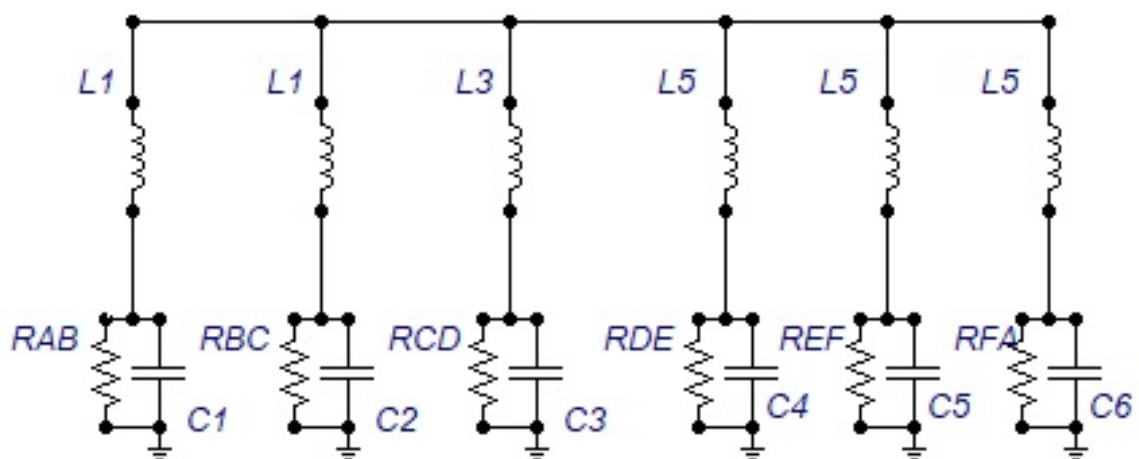 L1 L1 L3 L5 L5 L5
RAB RBC RCD RDE REF RFA
C1 C2 C3 C4 C5 C6